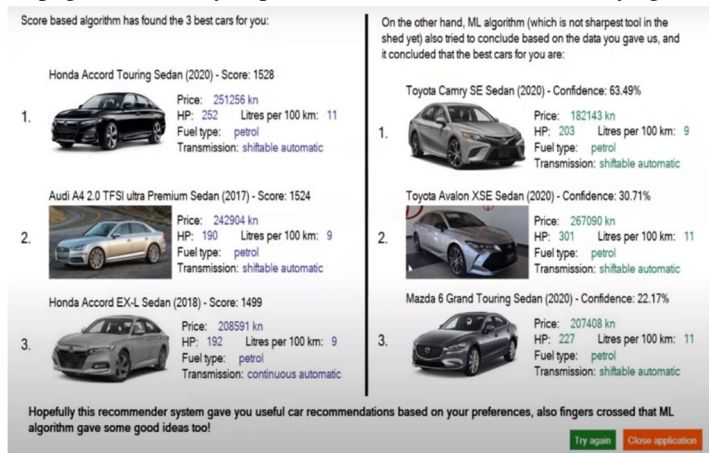 Score based algorithm has found the 3 best cars for you:
Honda Accord Touring Sedan (2020) - Score: 1528
1.
Price: 251256 kn
HP: 252 Litres per 100 km: 11
Fuel type: petrol
Transmission: shiftable automatic
Audi A4 2.0 TFSI ultra Premium Sedan (2017) - Score: 1524
2.
Price: 242904 kn
HP: 190 Litres per 100 km: 9
Fuel type: petrol
Transmission: shiftable automatic
Honda Accord EX-L Sedan (2018) - Score: 1499
3.
Price: 208591 kn
HP: 192 Litres per 100 km: 9
Fuel type: petrol
Transmission: continuous automatic
On the other hand, ML algorithm (which is not sharpest tool in the
shed yet) also tried to conclude based on the data you gave us, and
it concluded that the best cars for you are:
Toyota Camry SE Sedan (2020) - Confidence: 63.49%
1.
Price: 182143 kn
HP: 203 Litres per 100 km: 9
Fuel type: petrol
Transmission: shiftable automatic
Toyota Avalon XSE Sedan (2020) - Confidence: 30.71%
2.
Price: 267090 kn
HP: 301 Litres per 100 km: 11
Fuel type: petrol
Transmission: shiftable automatic
Mazda 6 Grand Touring Sedan (2020) - Confidence: 22.17%
3.
Price: 207408 kn
HP: 227 Litres per 100 km: 11
Fuel type: petrol
Transmission: shiftable automatic
Hopefully this recommender system gave you useful car recommendations based on your preferences, also fingers crossed that ML
algorithm gave some good ideas too!
Try again Close application